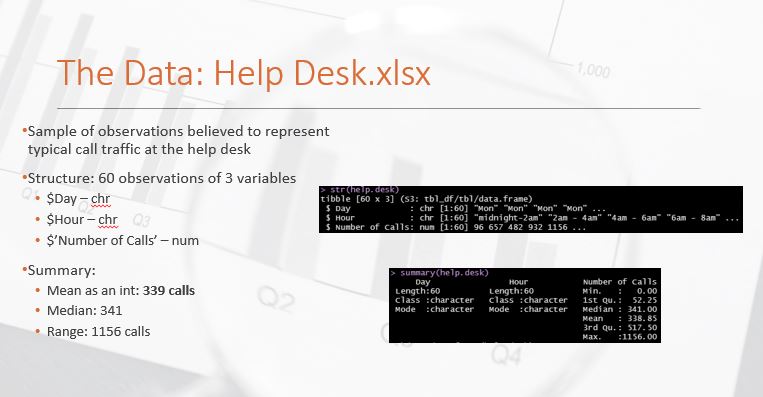 The Data: Help Desk.xlsx
1,000
•Sample of observations believed to represent
typical call traffic at the help desk
•Structure: 60 observations of 3 variables
• $Day – chr
• $Hour – chr
• $'Number of Calls' – num
•Summary:
• Mean as an int: 339 calls
• Median: 341
• Range: 1156 calls
> str(help.desk)
tibble [60 x 3] (S3: tbl_df/tbl/data.frame)
$ Day : chr [1:60] "Mon" "Mon" "Mon" "Mon" ...
$ Hour : chr [1:60] "midnight-2am" "2am - 4am" "4am - 6am" "6am - 8am" ...
$ Number of Calls: num [1:60] 96 657 482 932 1156 ...
> summary(help.desk)
Day Hour Number of Calls
Length:60 Length:60 Min. : 0.00
Class :character Class :character 1st Qu.: 52.25
Mode :character Mode :character Median : 341.00
Mean : 338.85
3rd Qu.: 517.50
Max. :1156.00
Q1
Q2
Q3
Q2
Q4